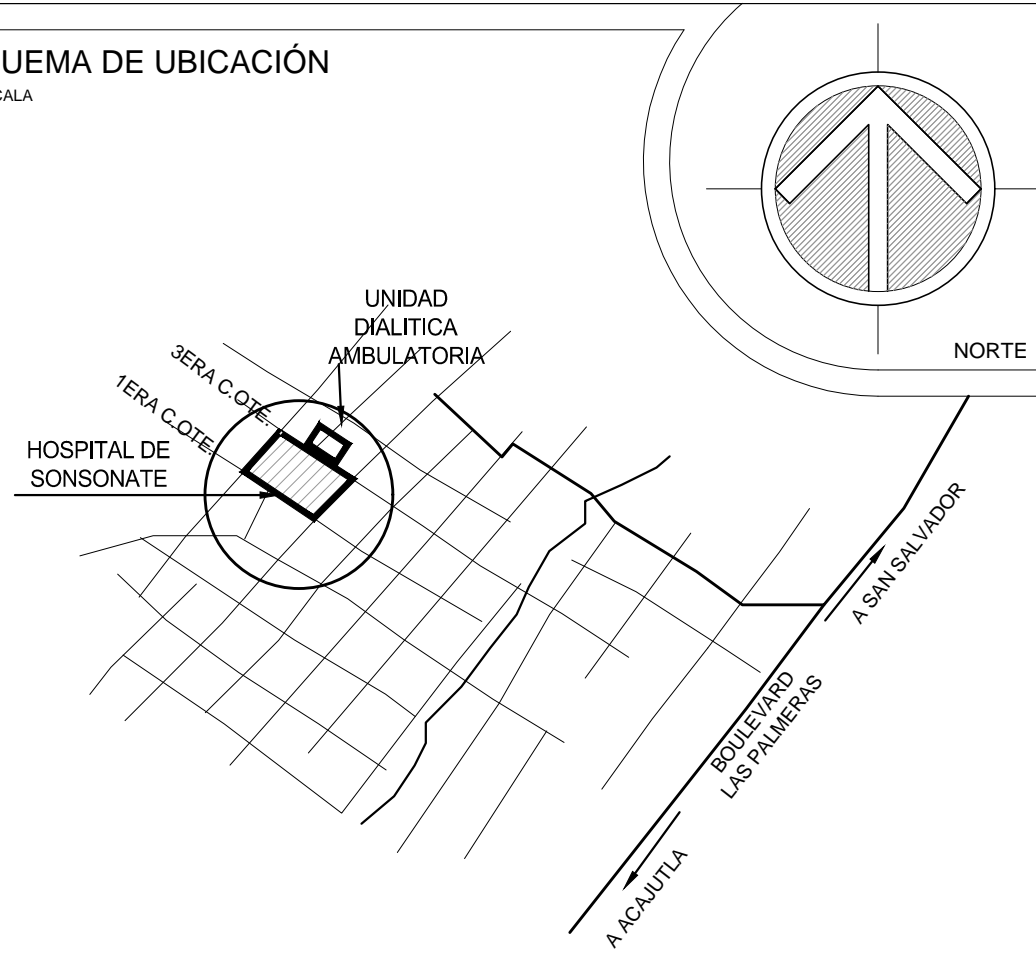 UEMA DE UBICACIÓN
CALA
NORTE
UNIDAD
DIALITICA
AMBULATORIA
3ERA C.OTE.
1ERA C.OTE.
HOSPITAL DE
SONSONATE
A SAN SALVADOR
BOULEVARD
LAS PALMERAS
A ACAJUTLA